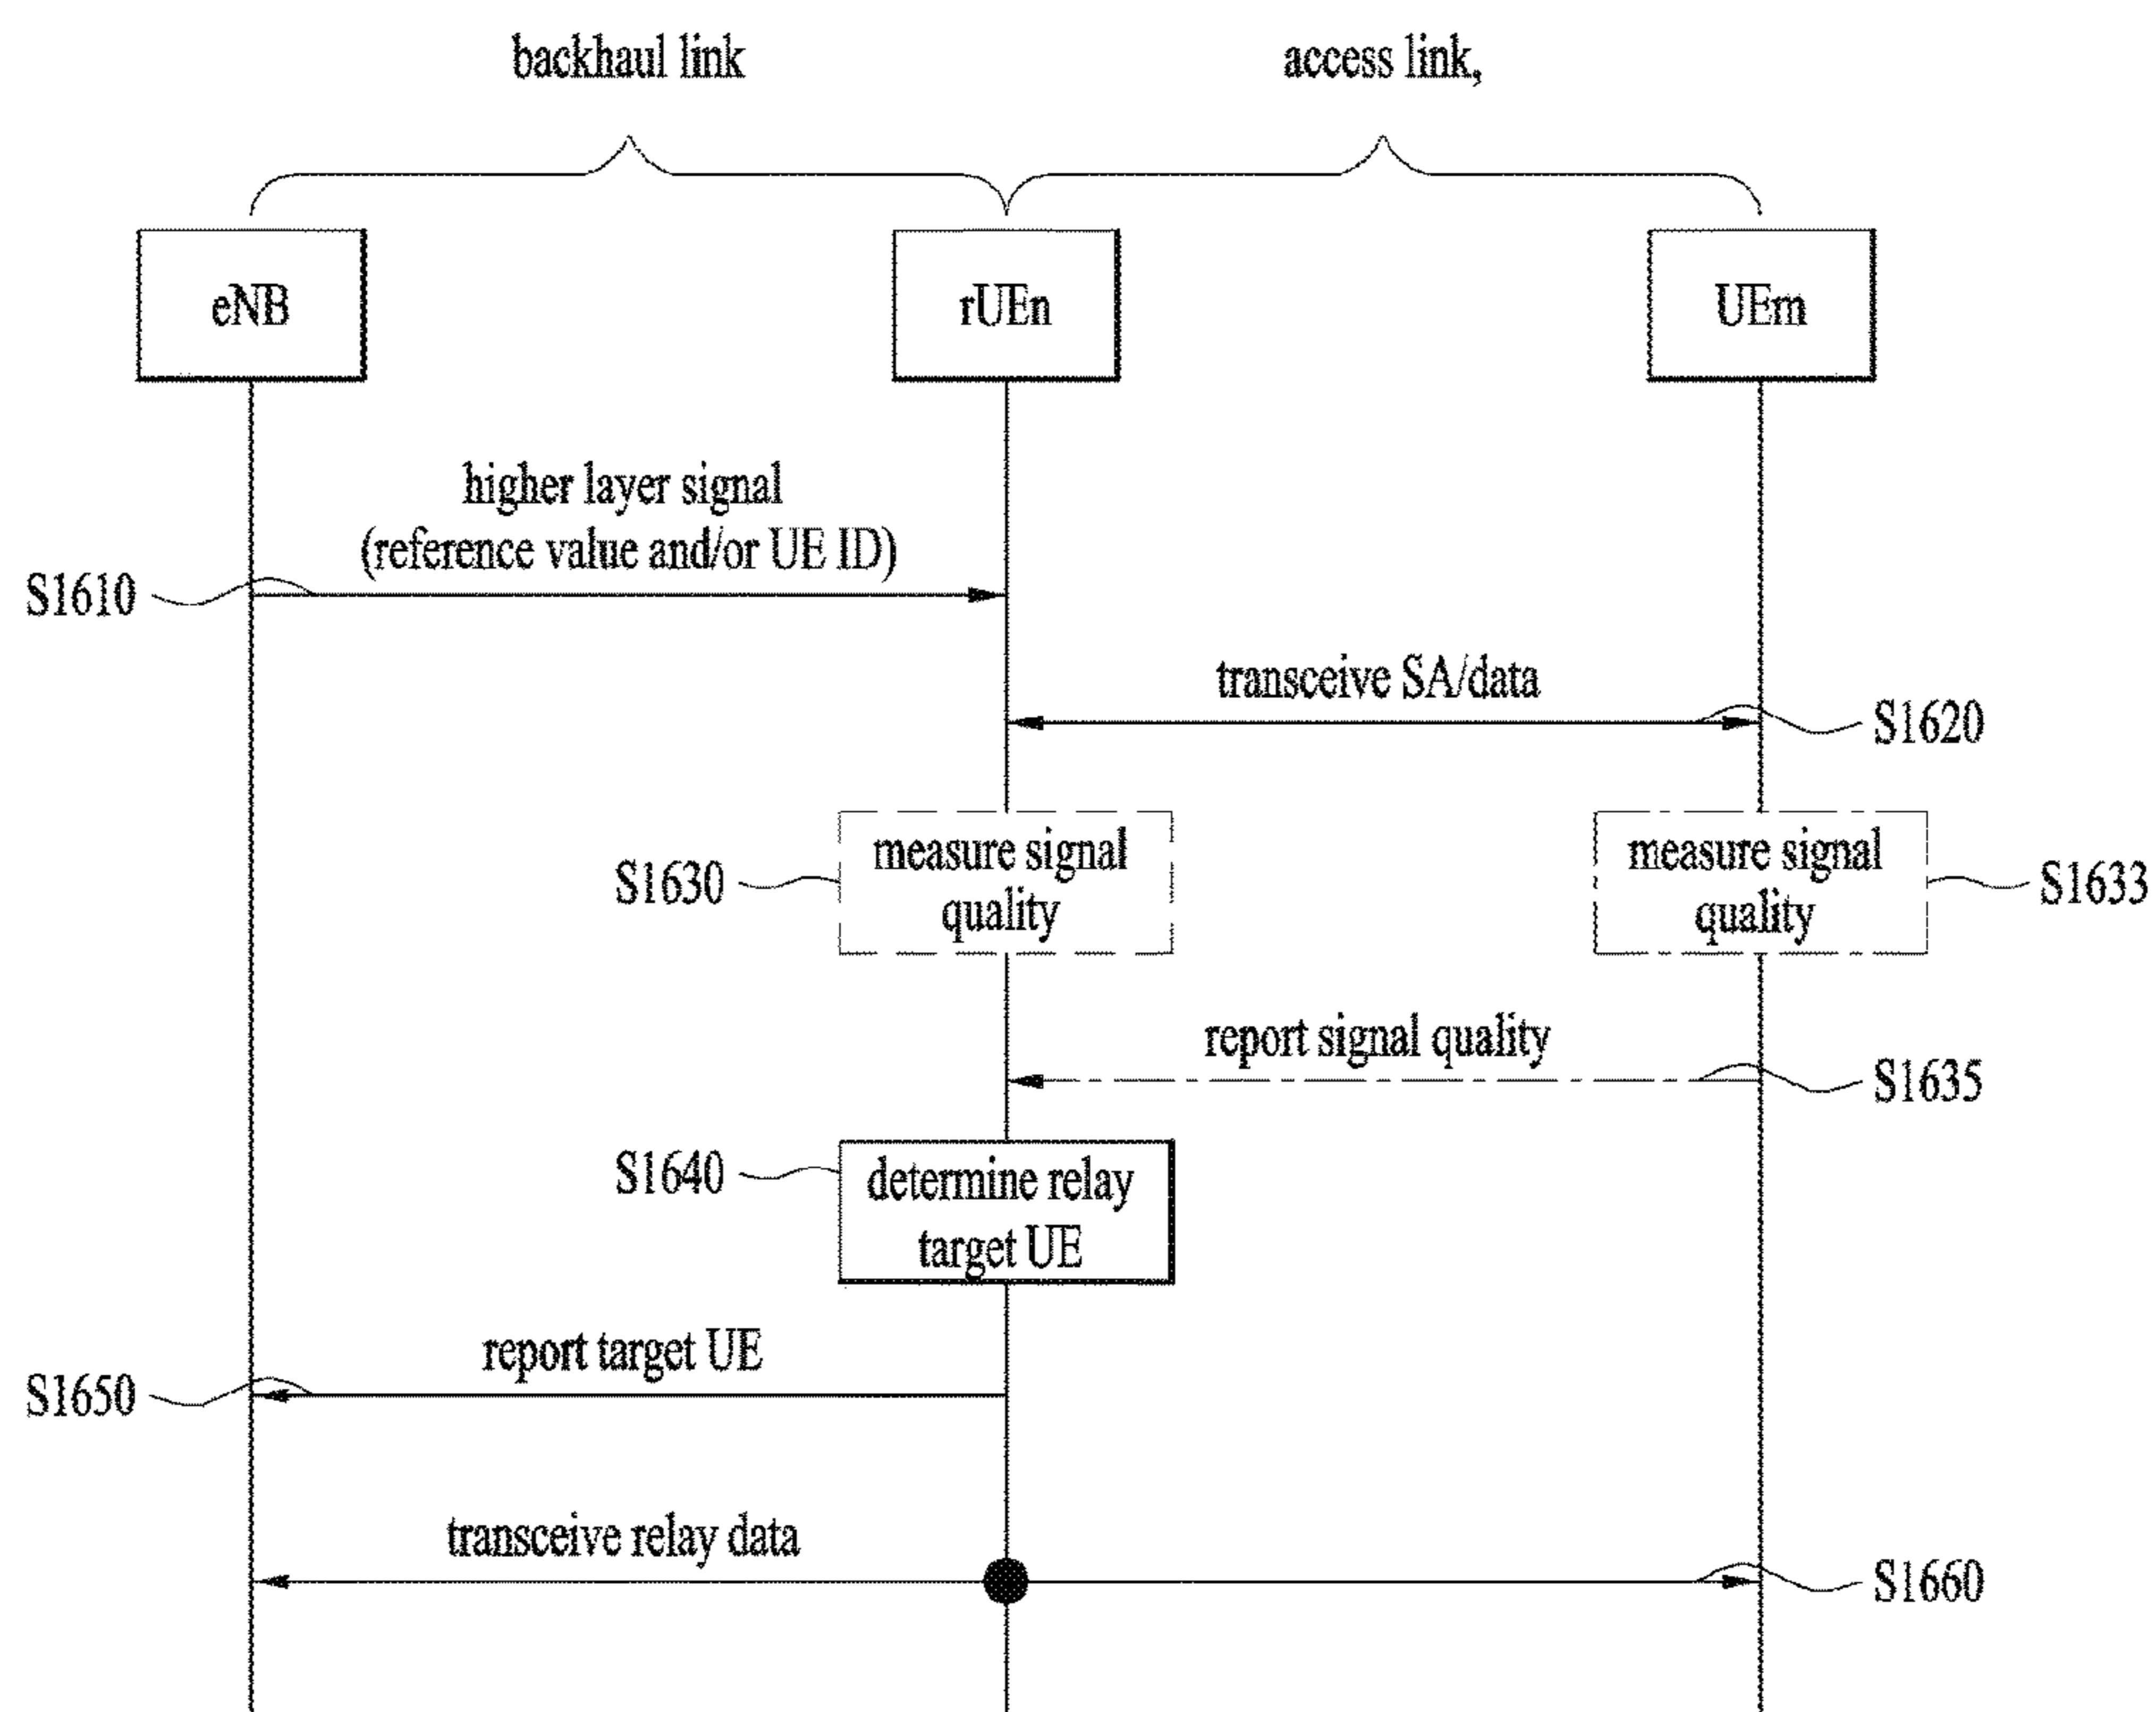 backhaul link
access link,
eNB
rUEn
UEm
higher layer signal
(reference value and/or UE ID)
S1610
transceive SA/data
S1620
S1630
measure signal
quality
measure signal
quality
S1633
report signal quality
S1635
S1640
determine relay
target UE
report target UE
S1650
transceive relay data
S1660